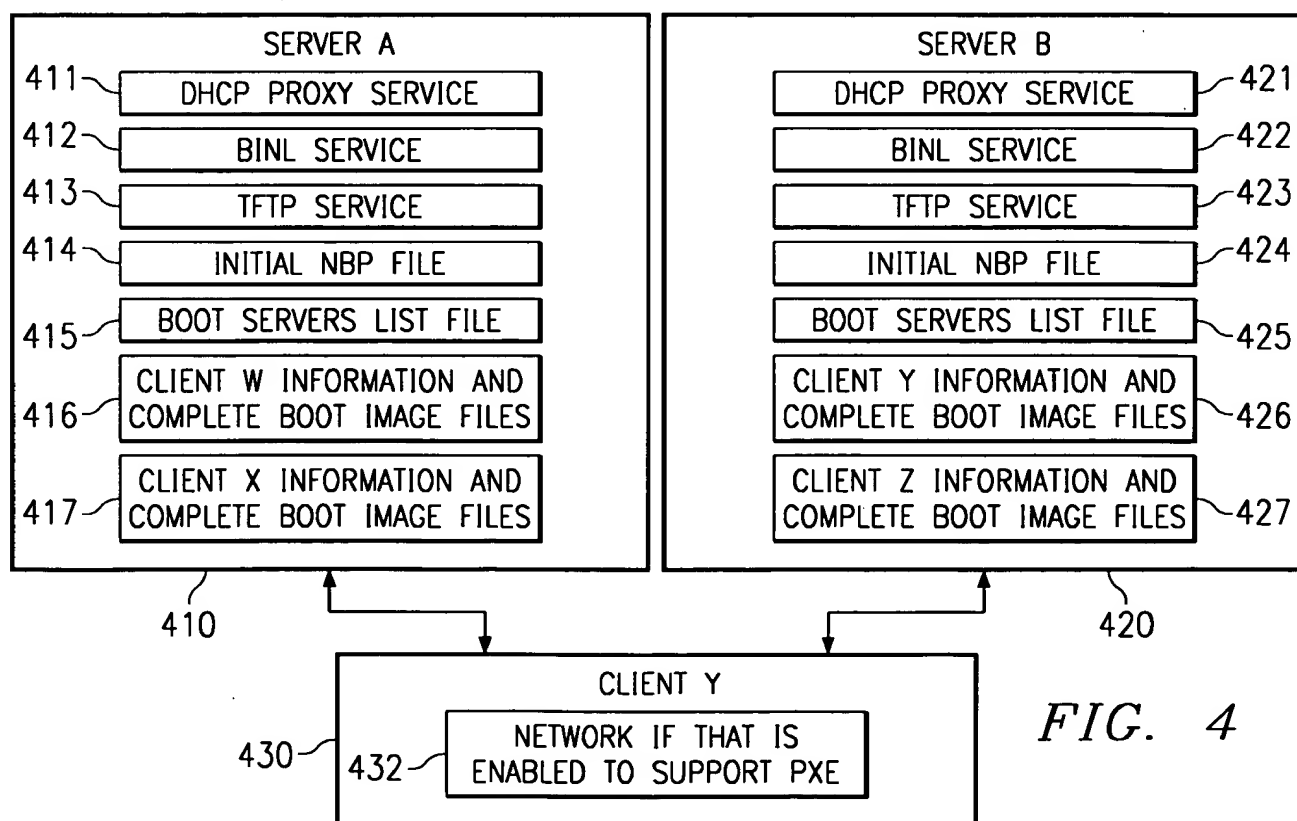 SERVER A
411
DHCP PROXY SERVICE
412
BINL SERVICE
413
TFTP SERVICE
414
INITIAL NBP FILE
415
BOOT SERVERS LIST FILE
416
CLIENT W INFORMATION AND
COMPLETE BOOT IMAGE FILES
417
CLIENT X INFORMATION AND
COMPLETE BOOT IMAGE FILES
410
SERVER B
DHCP PROXY SERVICE
421
BINL SERVICE
422
TFTP SERVICE
423
INITIAL NBP FILE
424
BOOT SERVERS LIST FILE
425
CLIENT Y INFORMATION AND
COMPLETE BOOT IMAGE FILES
426
CLIENT Z INFORMATION AND
COMPLETE BOOT IMAGE FILES
427
420
CLIENT Y
430
432
NETWORK IF THAT IS
ENABLED TO SUPPORT PXE
FIG. 4